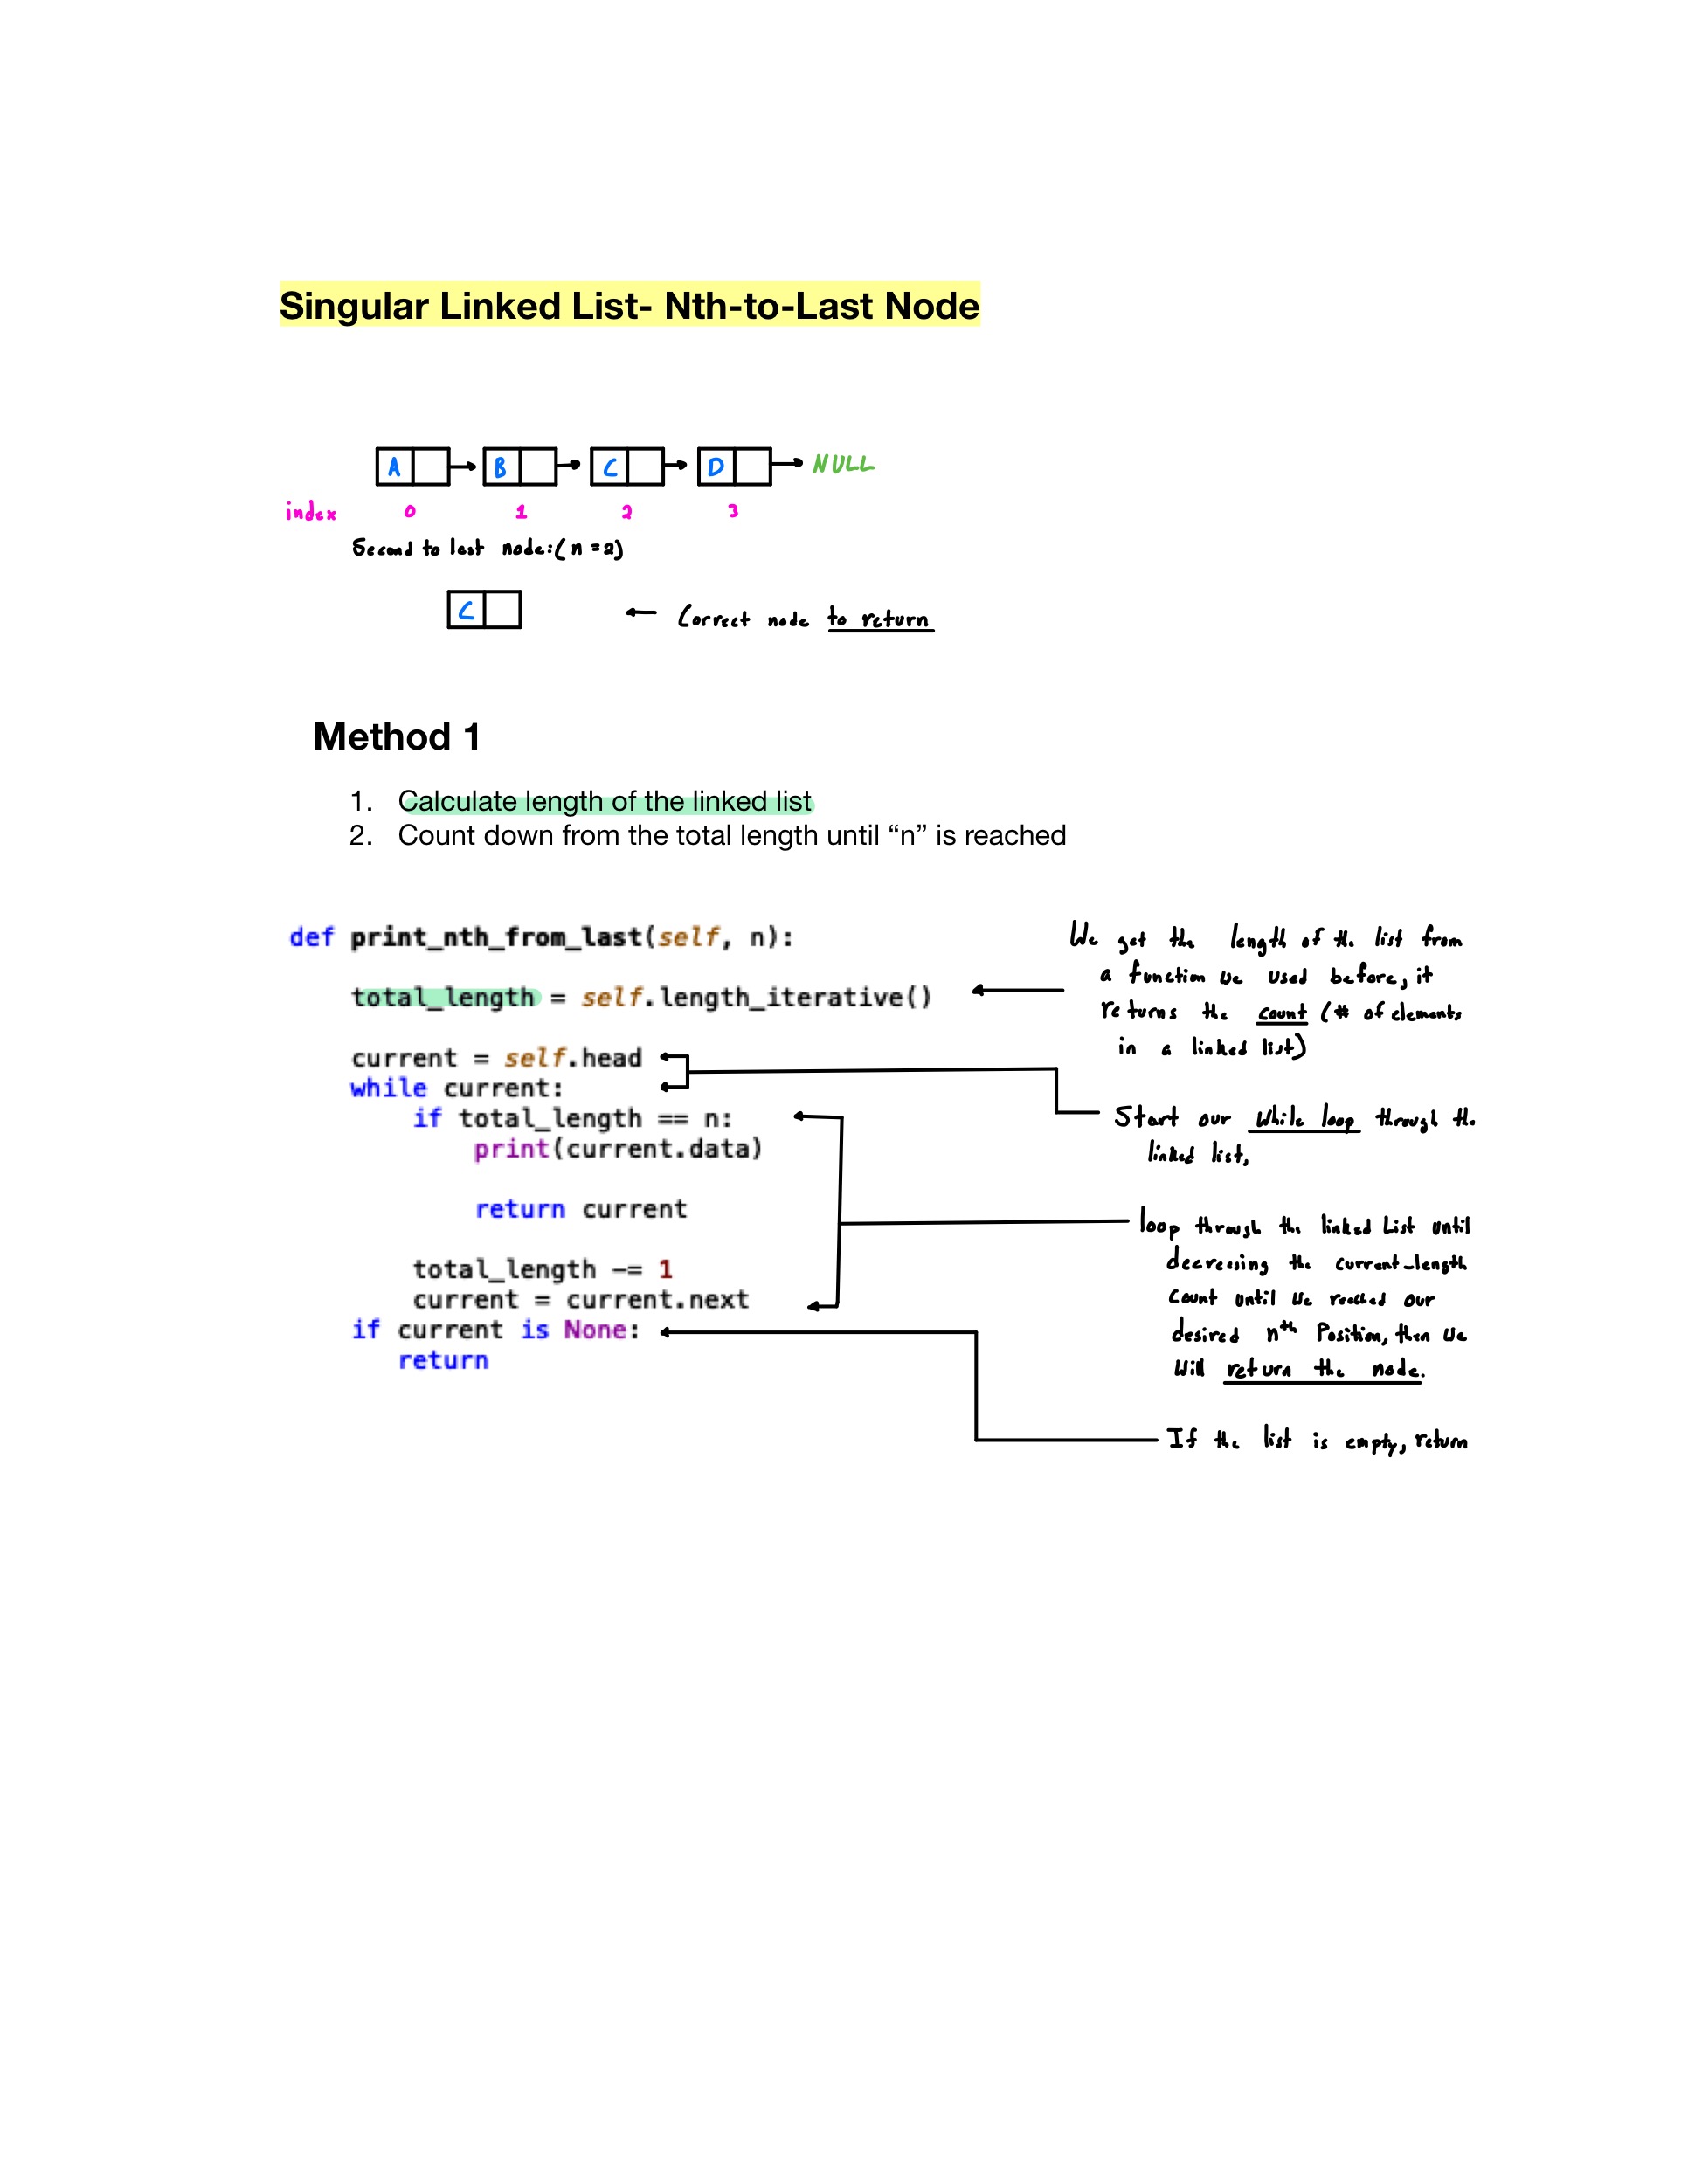 Singular Linked List- Nth-to-Last Node
A B C D NULL
index 0 1 2 3
Second to last node:(n=2)
C ← Correct node to return
Method 1
1. Calculate length of the linked list
2. Count down from the total length until “n” is reached
def print_nth_from_last(self, n):
total_length = self.length_iterative()
current = self.head
while current:
if total_length == n:
print(current.data)
return current
total_length -= 1
current = current.next
if current is None:
return
We get the length of the list from
a function we used before, it
returns the count (# of elements
in a linked list)
Start our While loop through the
linked list,
loop through the linked List until
decreasing the current-length
count until we reached our
desired nth Position, then we
will return the node.
If the list is empty, return